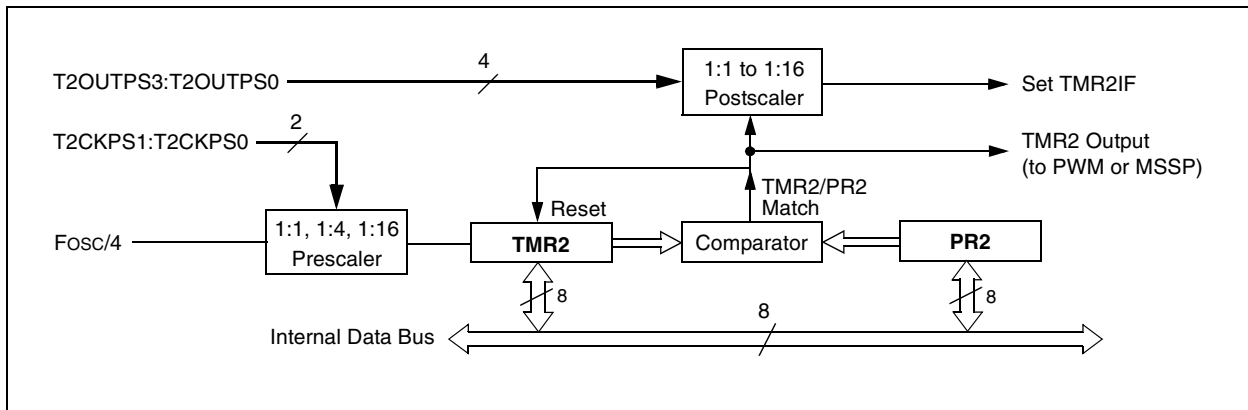 T2OUTPS3:T2OUTPS0
4
1:1 to 1:16
Postscaler
Set TMR2IF
T2CKPS1:T2CKPS0
2
TMR2 Output
(to PWM or MSSP)
TMR2/PR2
Match
Reset
FOSC/4
1:1, 1:4, 1:16
Prescaler
TMR2
Comparator
PR2
8
8
Internal Data Bus
8